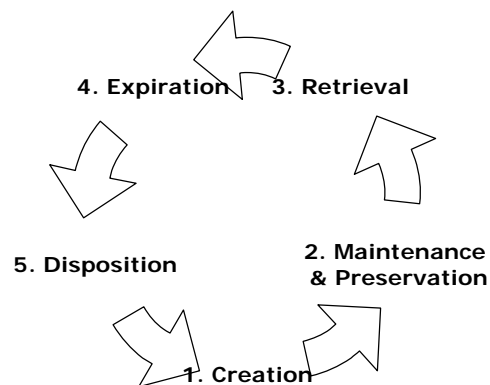 4. Expiration
3. Retrieval
5. Disposition
2. Maintenance
& Preservation
1. Creation